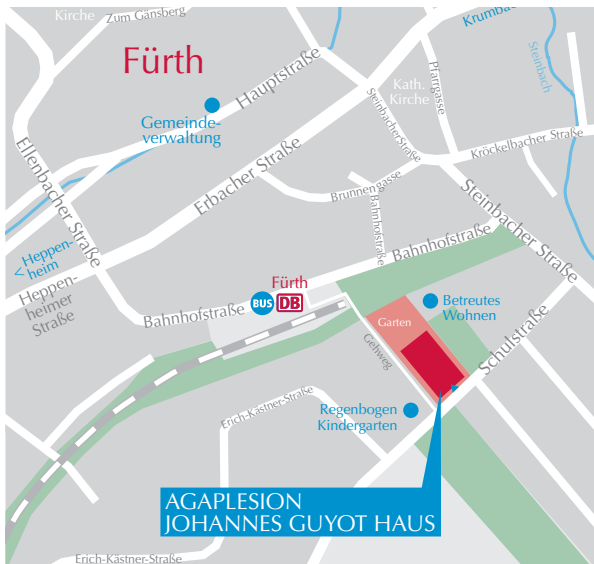 Kirche
Zum Gänsberg
Krumbach
Fürth
Hauptstraße
Pfarrgasse
Steinbach
Kath.
Kirche
Gemeinde-
verwaltung
Steinbacher Straße
Kröckelbacher Straße
Ellenbacher Straße
Erbacher Straße
Brunnengasse
Bahnhofstraße
Steinbacher Straße
< Heppen-
heim
Heppen-
heimer
Straße
Bahnhofstraße
Fürth
BUS
DB
Bahnhofstraße
Betreutes
Wohnen
Garten
Gehweg
Schulstraße
Erich-Kästner-Straße
Regenbogen
Kindergarten
AGAPLESION
JOHANNES GUYOT HAUS
Erich-Kästner-Straße